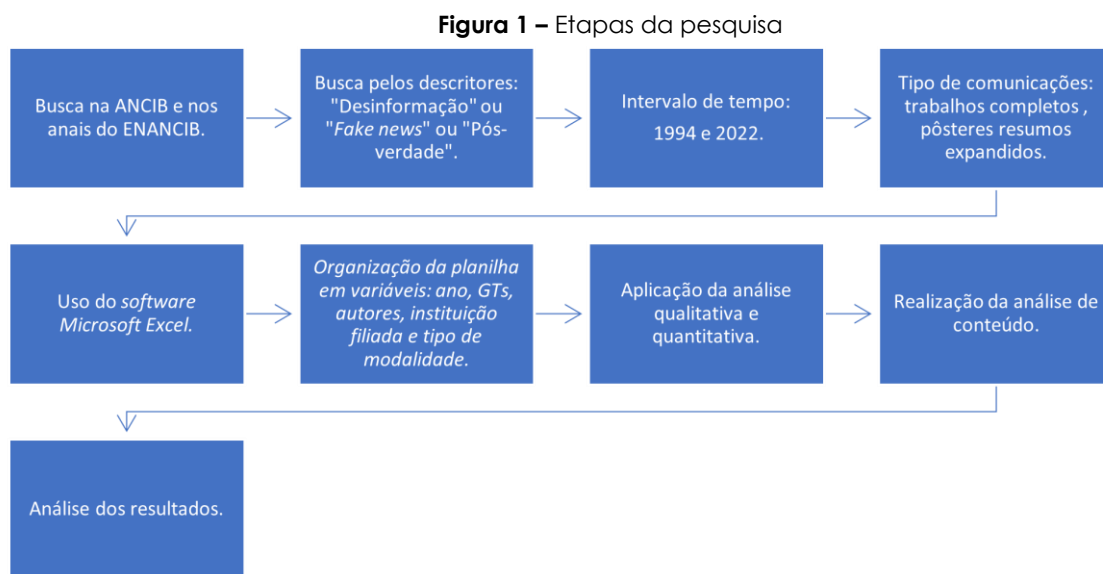 Figura 1 – Etapas da pesquisa
Busca na ANCIB e nos
anais do ENANCIB.
Busca pelos descritores:
"Desinformação" ou
"Fake news" ou "Pós-
verdade".
Intervalo de tempo:
1994 e 2022.
Tipo de comunicações:
trabalhos completos ,
pôsteres resumos
expandidos.
Uso do software
Microsoft Excel.
Organização da planilha
em variáveis: ano, GTs,
autores, instituição
filiada e tipo de
modalidade.
Aplicação da análise
qualitativa e
quantitativa.
Realização da análise de
conteúdo.
Análise dos resultados.